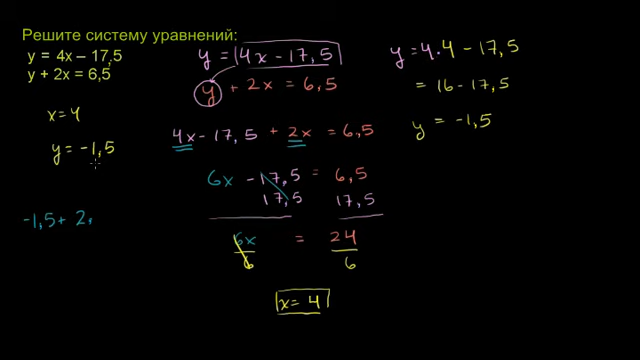 Решите систему уравнений:
y = 4x – 17,5
y + 2x = 6,5
x = 4
y = -1,5
-1,5 + 2,
y = 4x - 17,5
y + 2x = 6,5
4x - 17,5 + 2x = 6,5
6x - 17,5 = 6,5
17,5 17,5
6x = 24
6 6
x = 4
y = 4·4 - 17,5
= 16 - 17,5
y = -1,5